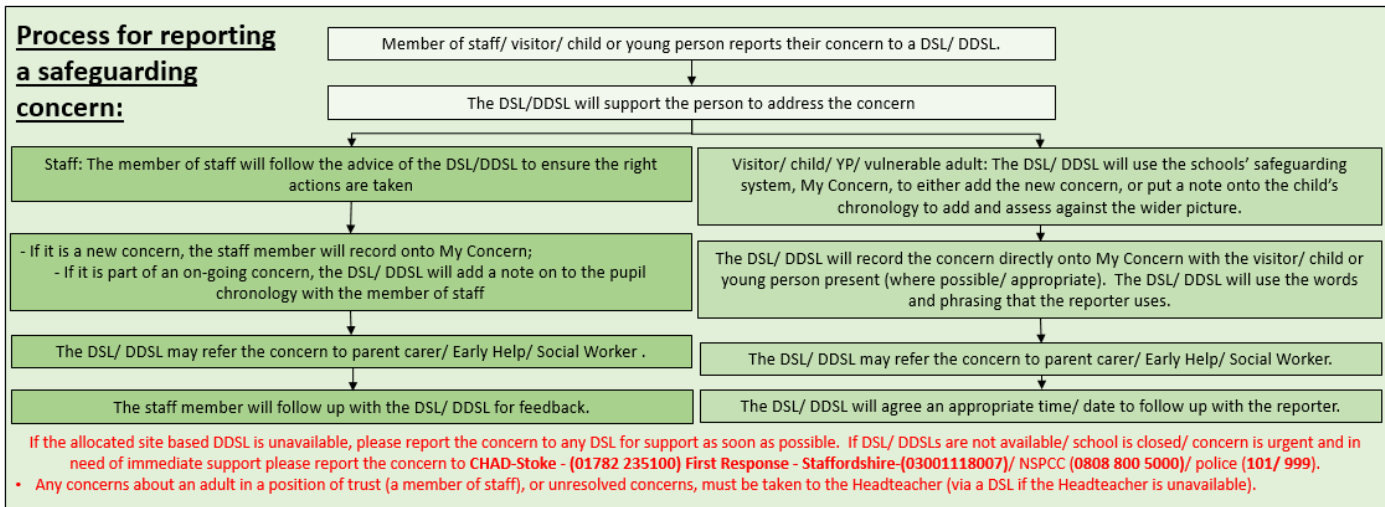 Process for reporting
a safeguarding
concern:
Member of staff/ visitor/ child or young person reports their concern to a DSL/ DDSL.
The DSL/DDSL will support the person to address the concern
Staff: The member of staff will follow the advice of the DSL/DDSL to ensure the right
actions are taken
- If it is a new concern, the staff member will record onto My Concern;
- If it is part of an on-going concern, the DSL/ DDSL will add a note on to the pupil
chronology with the member of staff
The DSL/ DDSL may refer the concern to parent carer/ Early Help/ Social Worker .
The staff member will follow up with the DSL/ DDSL for feedback.
Visitor/ child/ YP/ vulnerable adult: The DSL/ DDSL will use the schools' safeguarding
system, My Concern, to either add the new concern, or put a note onto the child's
chronology to add and assess against the wider picture.
The DSL/ DDSL will record the concern directly onto My Concern with the visitor/ child or
young person present (where possible/ appropriate).  The DSL/ DDSL will use the words
and phrasing that the reporter uses.
The DSL/ DDSL may refer the concern to parent carer/ Early Help/ Social Worker.
The DSL/ DDSL will agree an appropriate time/ date to follow up with the reporter.
If the allocated site based DDSL is unavailable, please report the concern to any DSL for support as soon as possible.  If DSL/ DDSLs are not available/ school is closed/ concern is urgent and in
need of immediate support please report the concern to CHAD-Stoke - (01782 235100) First Response - Staffordshire-(03001118007)/ NSPCC (0808 800 5000)/ police (101/ 999).
• Any concerns about an adult in a position of trust (a member of staff), or unresolved concerns, must be taken to the Headteacher (via a DSL if the Headteacher is unavailable).